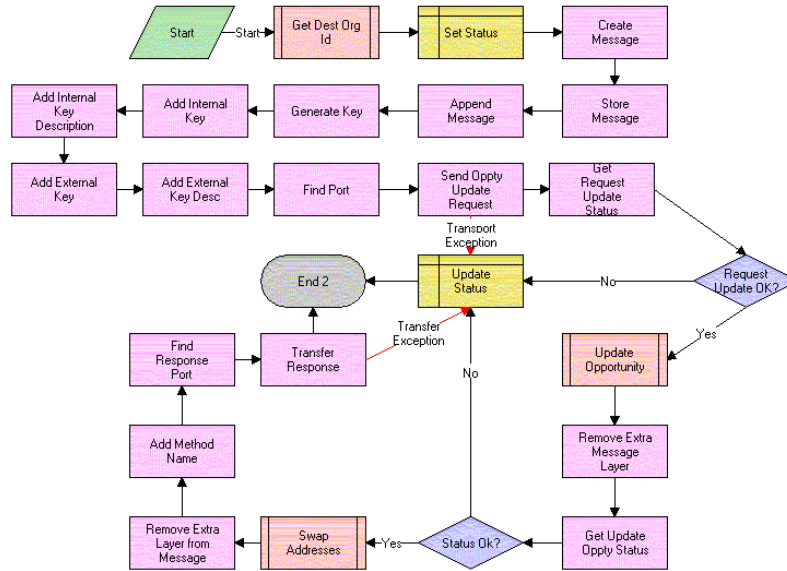 Start
Start
Get Dest Org
Id
Set Status
Create
Message
Add Internal
Key
Description
Add Internal
Key
Generate Key
Append
Message
Store
Message
Add External
Key
Add External
Key Desc
Find Port
Send Oppty
Update
Request
Get
Request
Update
Status
Transport
Exception
End 2
Update
Status
No
Request
Update OK?
Yes
Find
Response
Port
Transfer
Response
Transfer
Exception
No
Update
Opportunity
Add Method
Name
Remove Extra
Message
Layer
Remove Extra
Layer from
Message
Swap
Addresses
Yes
Status Ok?
Get Update
Oppty Status